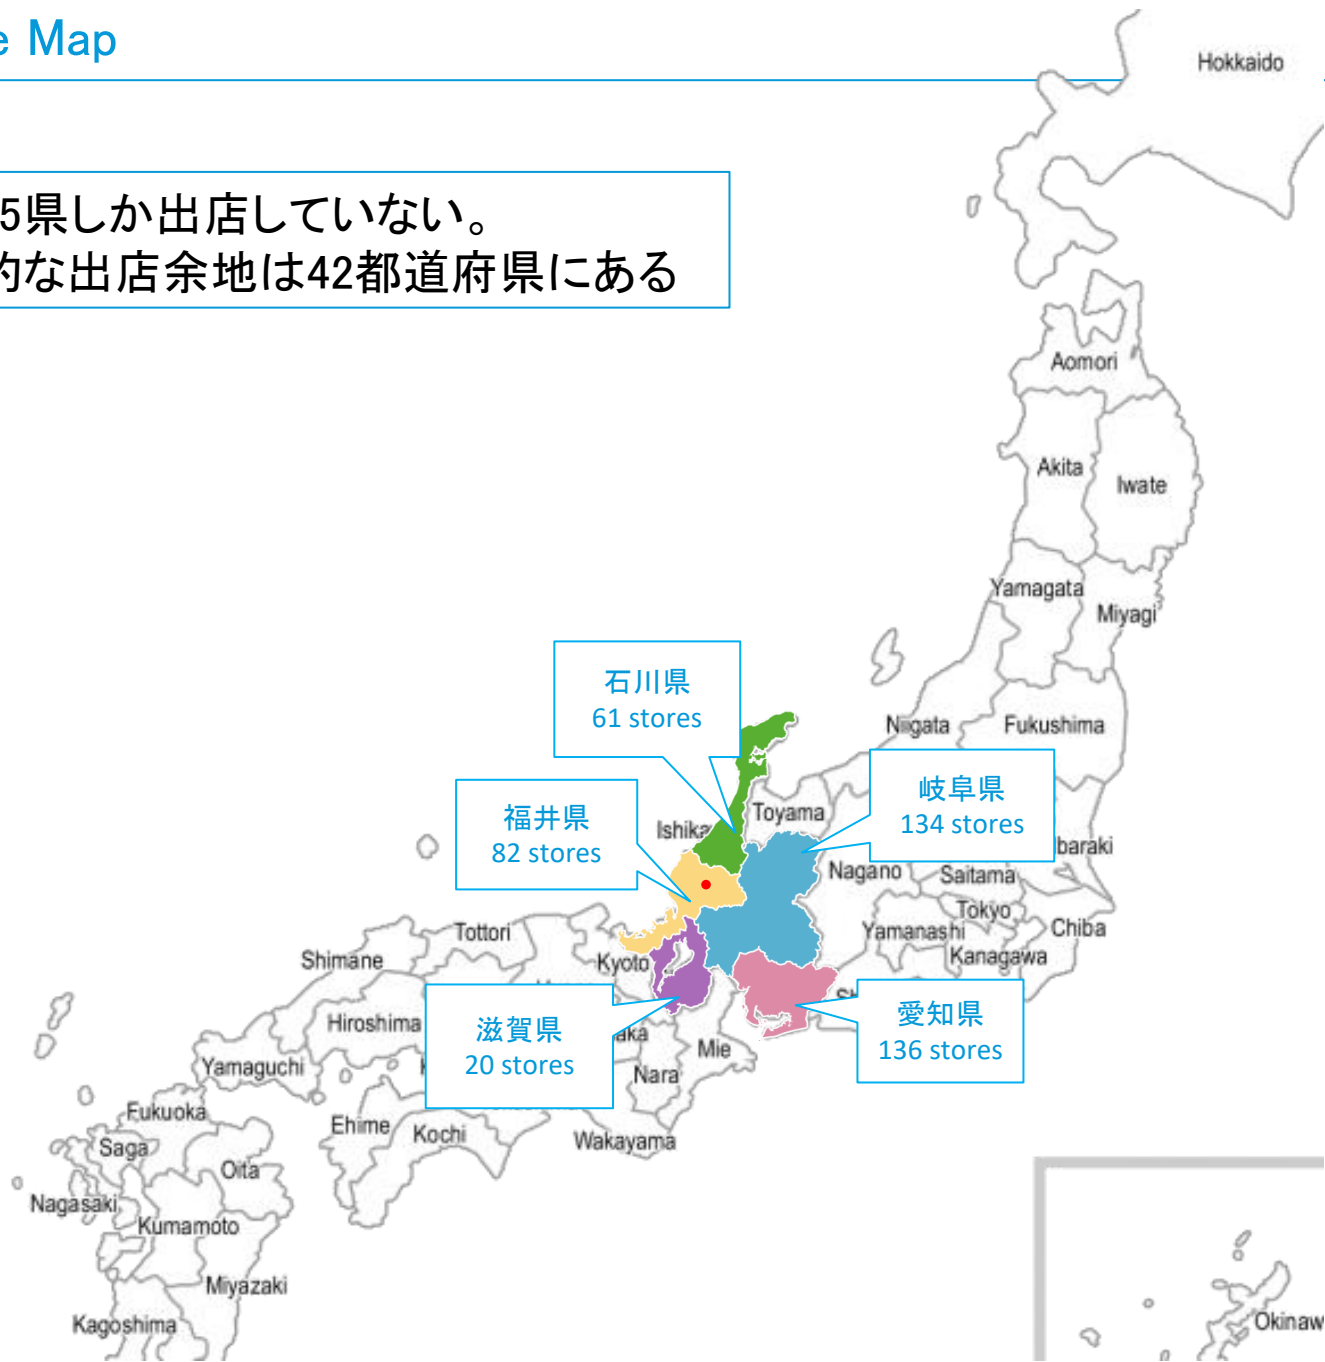 e Map
Hokkaido
5県しか出店していない。
的な出店余地は42都道府県にある
Aomori
Akita
Iwate
Yamagata
Miyagi
石川県
61 stores
Niigata
Fukushima
岐阜県
134 stores
福井県
82 stores
Toyama
Ishika
baraki
Nagano
Saitama
Tokyo
Chiba
Yamanashi
Kanagawa
Tottori
Shimane
Kyoto
滋賀県
20 stores
愛知県
136 stores
Hiroshima
aka
Mie
Nara
Yamaguchi
Fukuoka
Ehime
Kochi
Wakayama
Saga
Oita
Nagasaki
Kumamoto
Miyazaki
Kagoshima
Okinaw